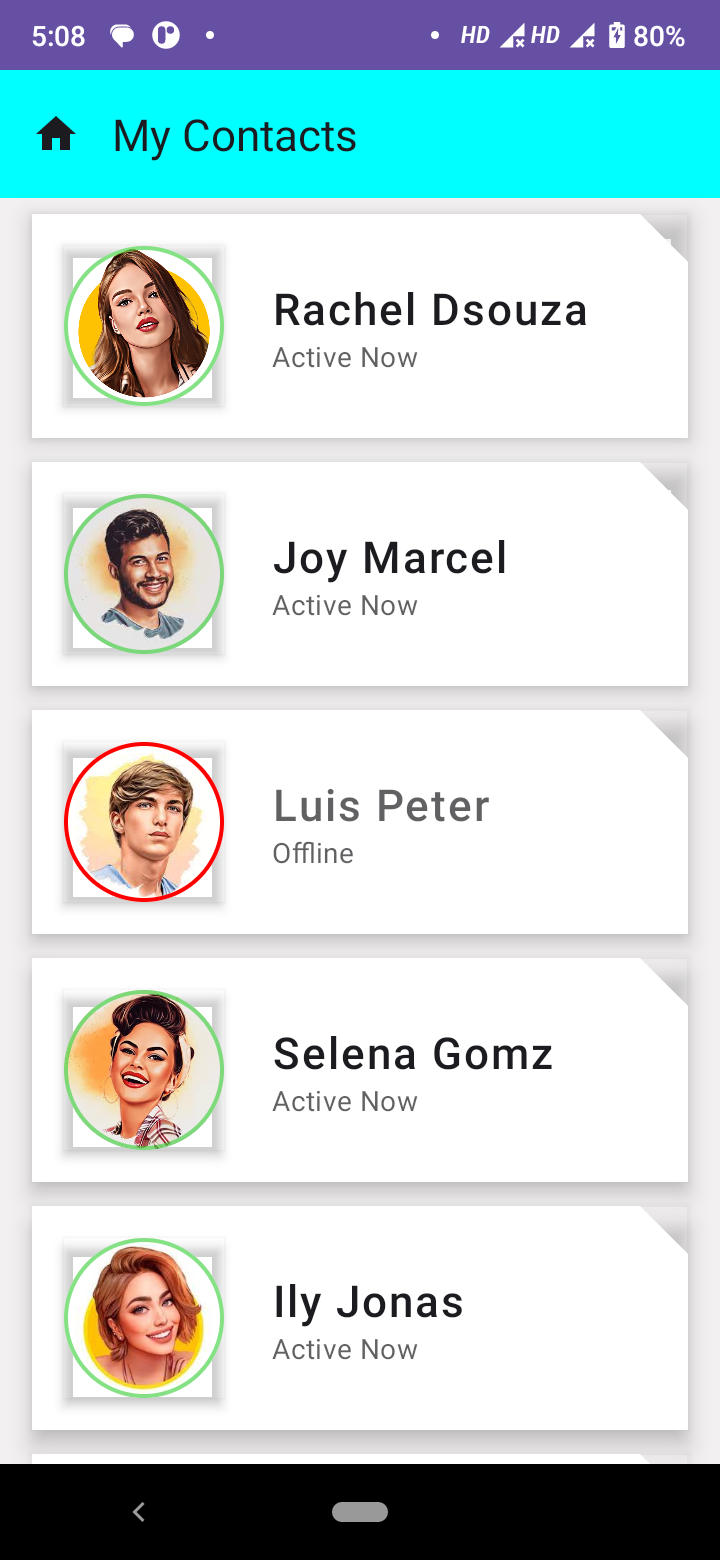 5:08 HD HD 80%
My Contacts
Rachel Dsouza
Active Now
Joy Marcel
Active Now
Luis Peter
Offline
Selena Gomz
Active Now
Ily Jonas
Active Now